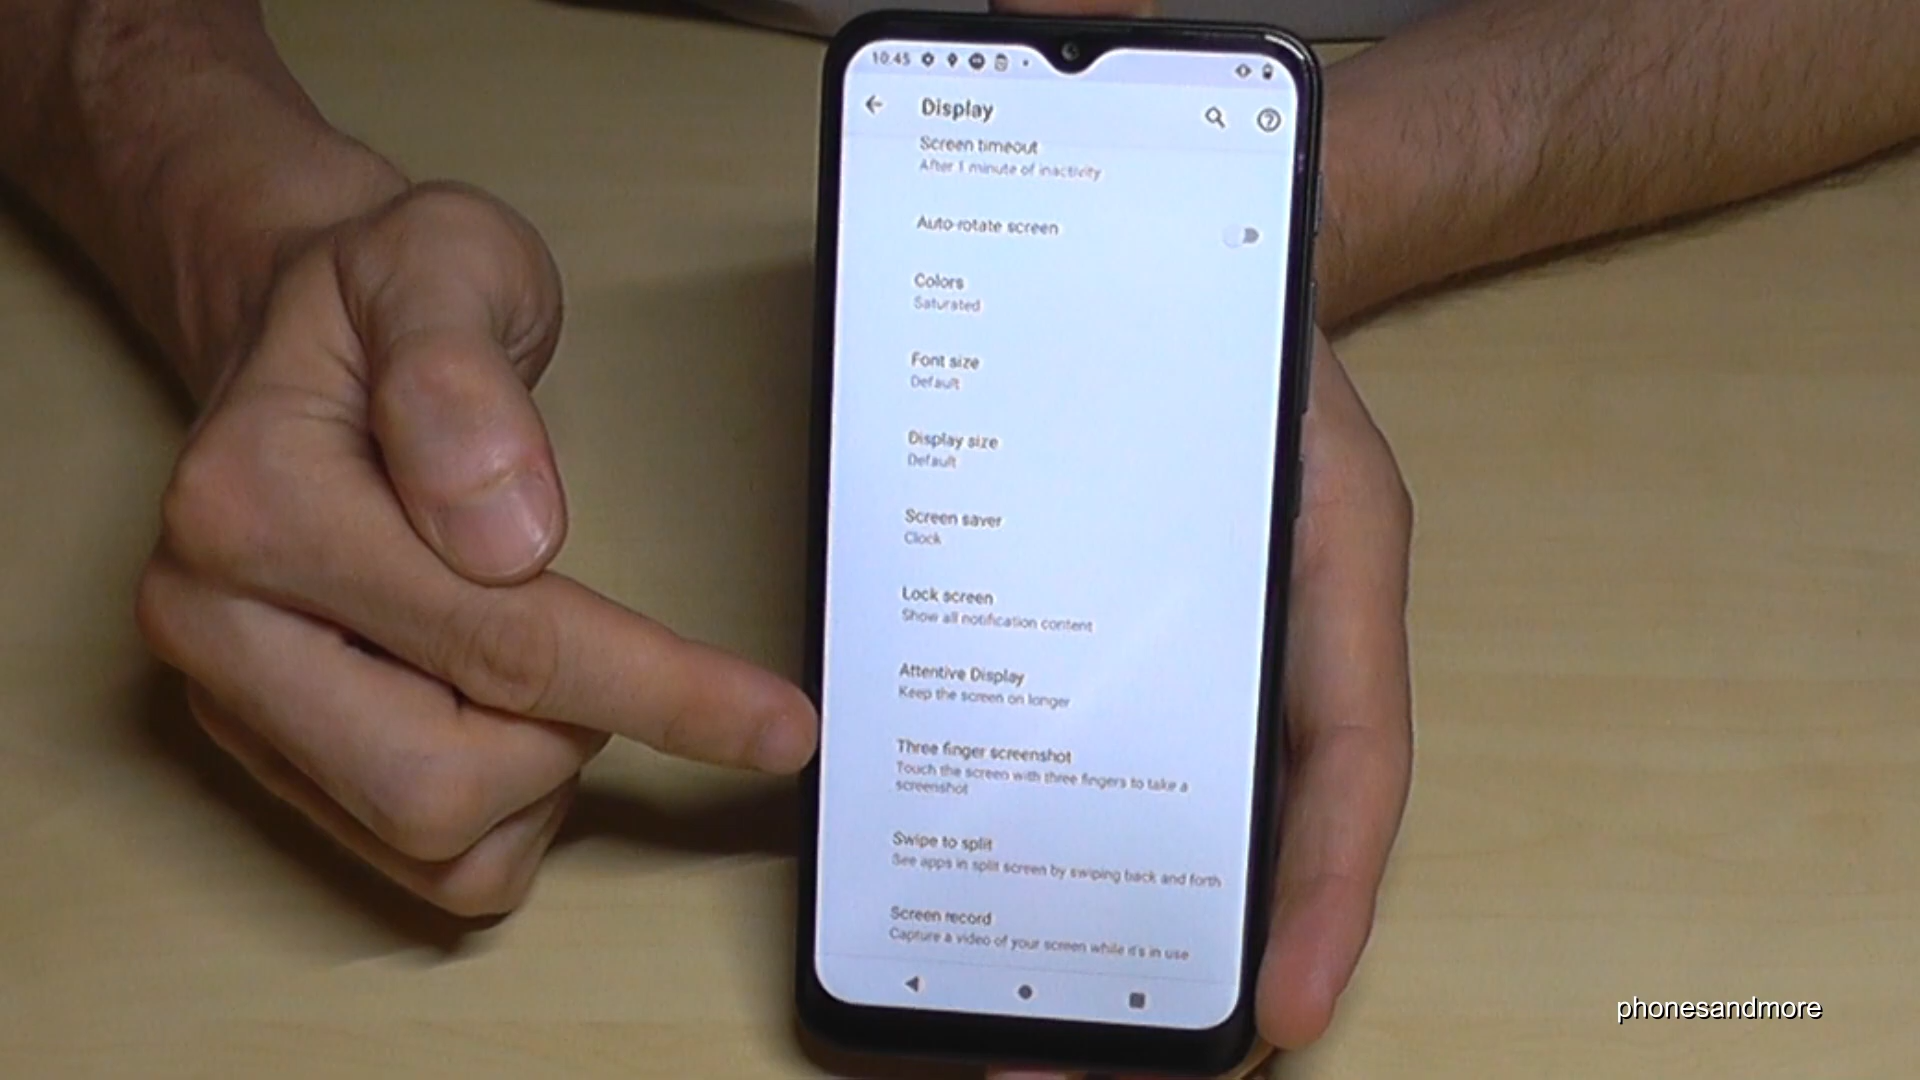 10:45
Display
Screen timeout
After 1 minute of inactivity
Auto-rotate screen
Colors
Saturated
Font size
Default
Display size
Default
Screen saver
Clock
Lock screen
Show all notification content
Attentive Display
Keep the screen on longer
Three finger screenshot
Touch the screen with three fingers to take a
screenshot
Swipe to split
See apps in split screen by swiping back and forth
Screen record
Capture a video of your screen while it's in use
phonesandmore